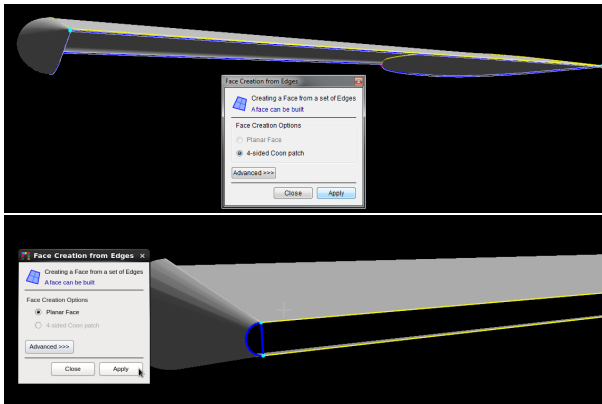 Face Creation from Edges
Creating a Face from a set of Edges
A face can be built
Face Creation Options
Planar Face
4-sided Coon patch
Advanced >>>
Close Apply
Face Creation from Edges ×
Creating a Face from a set of Edges
A face can be built
Face Creation Options
Planar Face
4-sided Coon patch
Advanced >>>
Close Apply